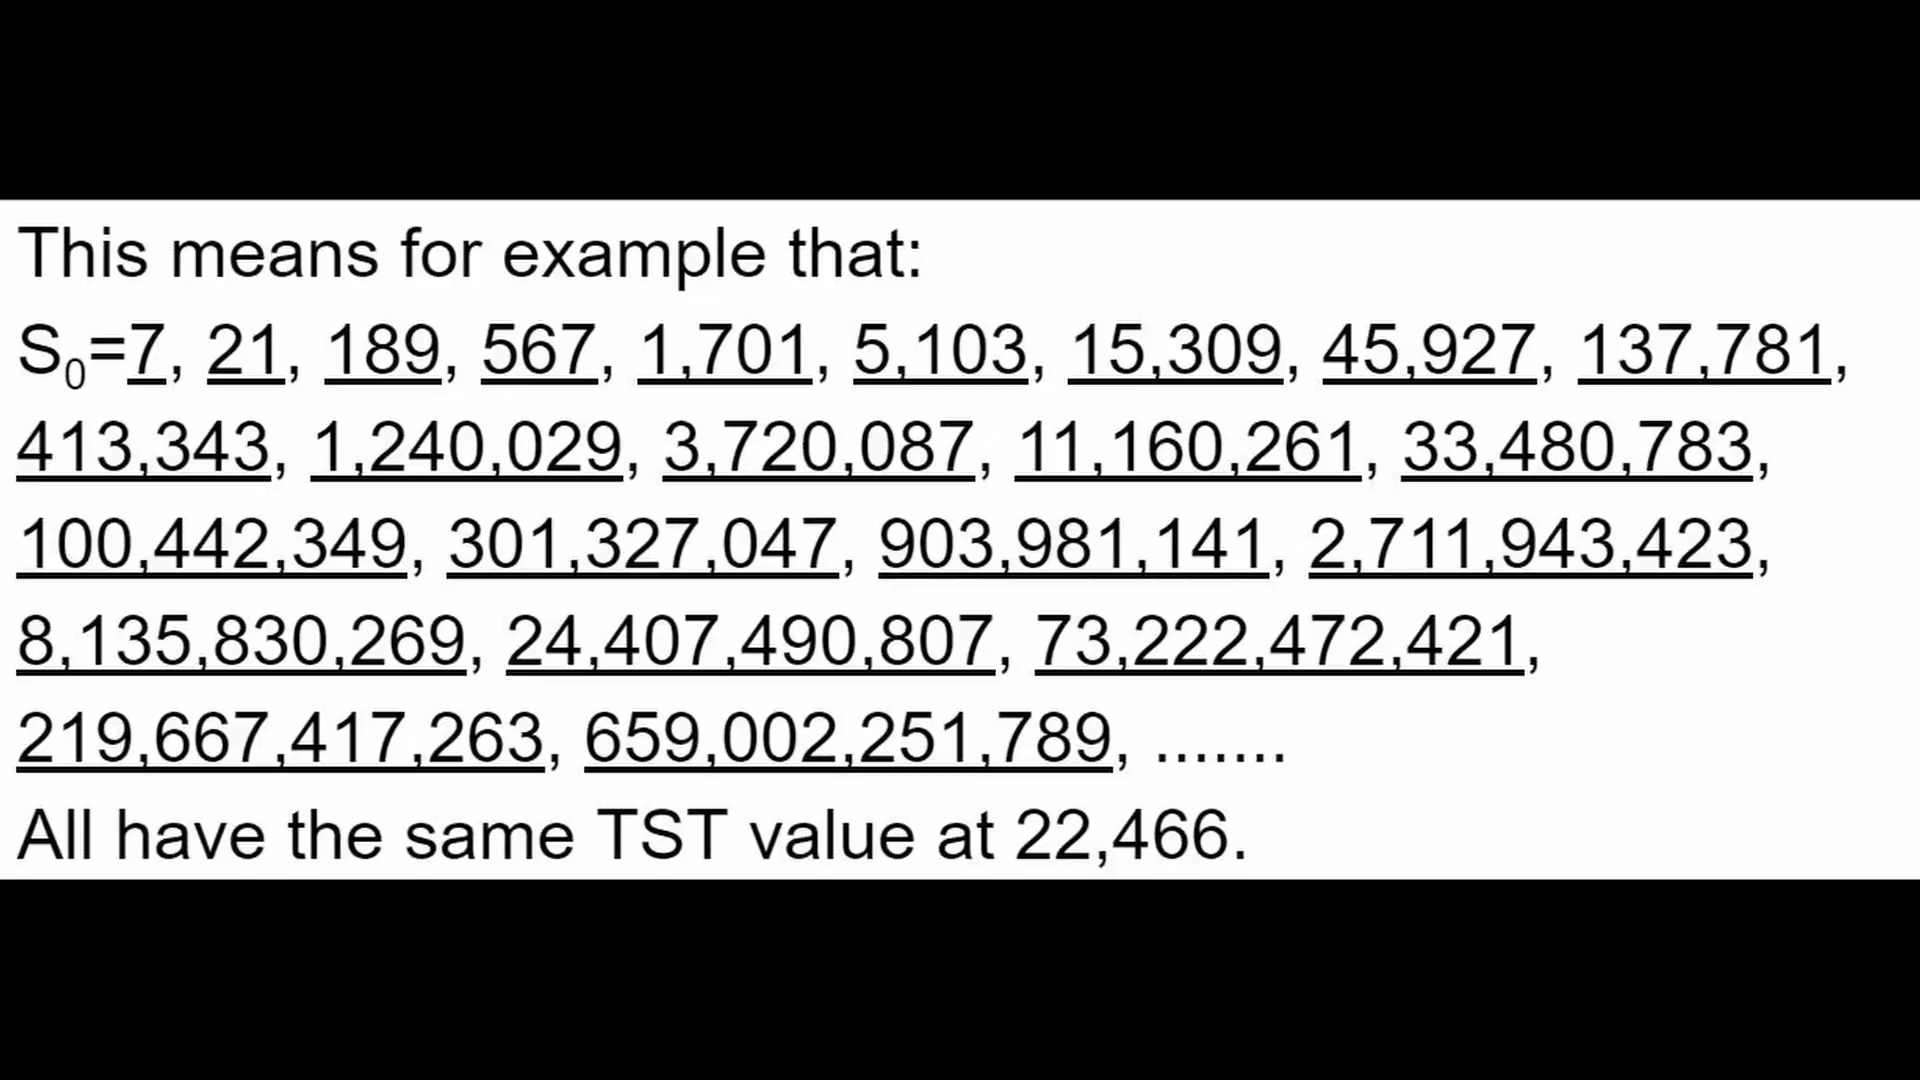 This means for example that:
S₀=7, 21, 189, 567, 1,701, 5,103, 15,309, 45,927, 137,781,
413,343, 1,240,029, 3,720,087, 11,160,261, 33,480,783,
100,442,349, 301,327,047, 903,981,141, 2,711,943,423,
8,135,830,269, 24,407,490,807, 73,222,472,421,
219,667,417,263, 659,002,251,789, .......
All have the same TST value at 22,466.